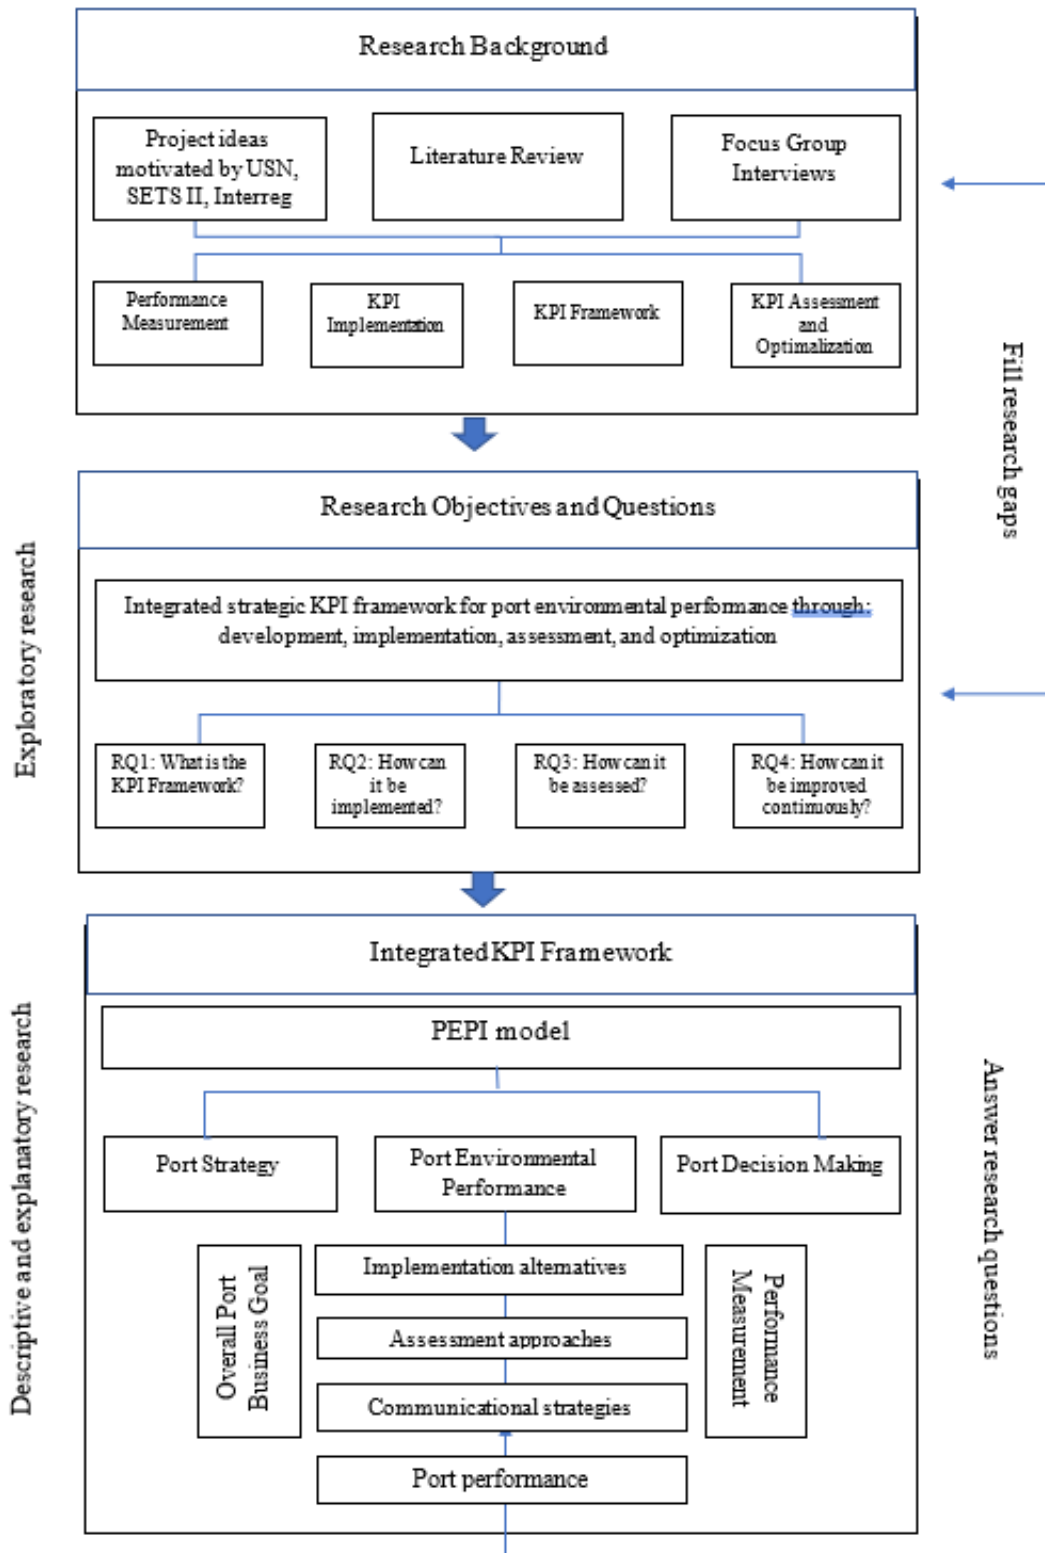 Research Background
Project ideas
motivated by USN,
SETS II, Interreg
Literature Review
Focus Group
Interviews
Performance
Measurement
KPI
Implementation
KPI Framework
KPI Assessment
and
Optimalization
Fill research gaps
Exploratory research
Research Objectives and Questions
Integrated strategic KPI framework for port environmental performance through:
development, implementation, assessment, and optimization
RQ1: What is the
KPI Framework?
RQ2: How can
it be
implemented?
RQ3: How can it
be assessed?
RQ4: How can it
be improved
continuously?
Descriptive and explanatory research
Integrated KPI Framework
PEPI model
Port Strategy
Port Environmental
Performance
Port Decision Making
Overall Port
Business Goal
Implementation alternatives
Assessment approaches
Communicational strategies
Port performance
Performance
Measurement
Answer research questions